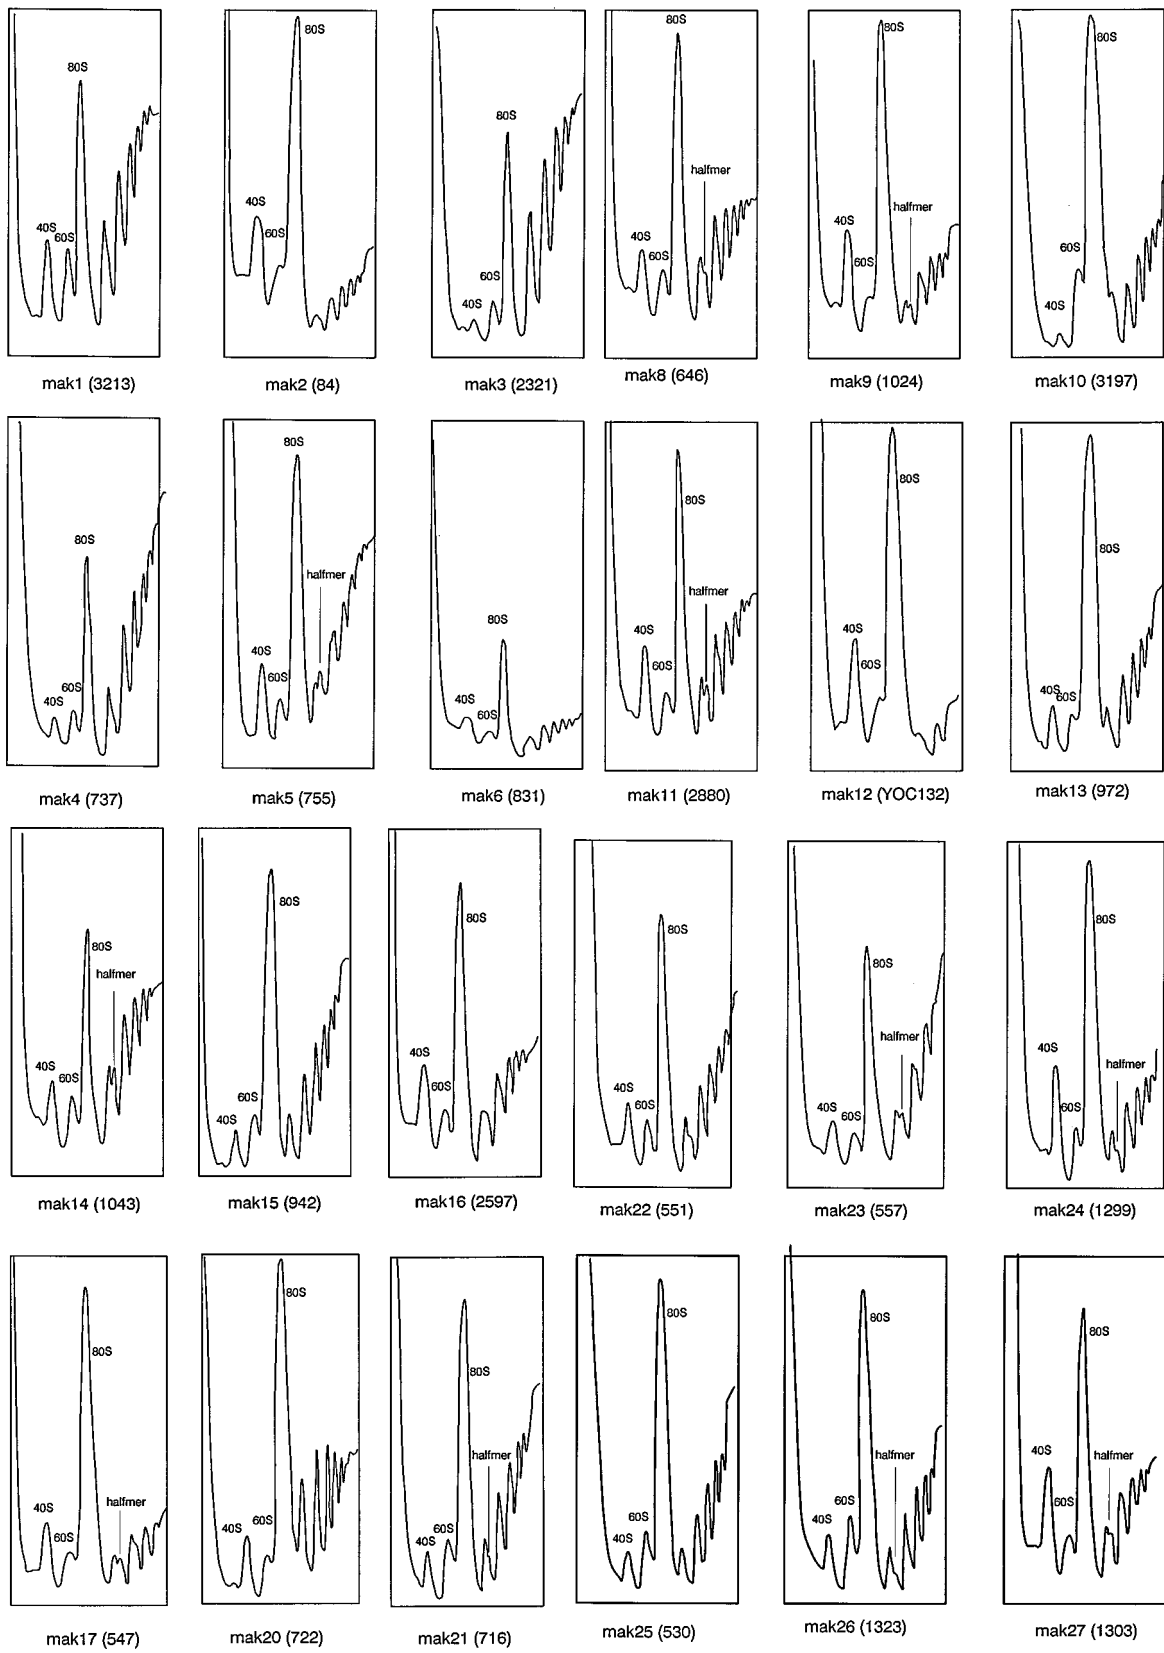 80S
40S
60S
mak1 (3213)
80S
40S
60S
mak2 (84)
80S
60S
40S
mak3 (2321)
80S
halfmer
40S
60S
mak8 (646)
80S
40S
halfmer
60S
mak9 (1024)
80S
60S
40S
mak10 (3197)
80S
60S
40S
mak4 (737)
80S
halfmer
40S
60S
mak5 (755)
80S
40S
60S
mak6 (831)
80S
halfmer
40S
60S
mak11 (2880)
80S
40S
60S
mak12 (YOC132)
80S
40S
60S
mak13 (972)
80S
halfmer
40S
60S
mak14 (1043)
80S
60S
40S
mak15 (942)
80S
40S
60S
mak16 (2597)
80S
40S
60S
mak22 (551)
80S
halfmer
40S
60S
mak23 (557)
80S
40S
halfmer
60S
mak24 (1299)
80S
halfmer
40S
60S
mak17 (547)
80S
60S
40S
mak20 (722)
80S
halfmer
60S
40S
mak21 (716)
80S
60S
40S
mak25 (530)
80S
halfmer
60S
40S
mak26 (1323)
80S
40S
halfmer
60S
mak27 (1303)